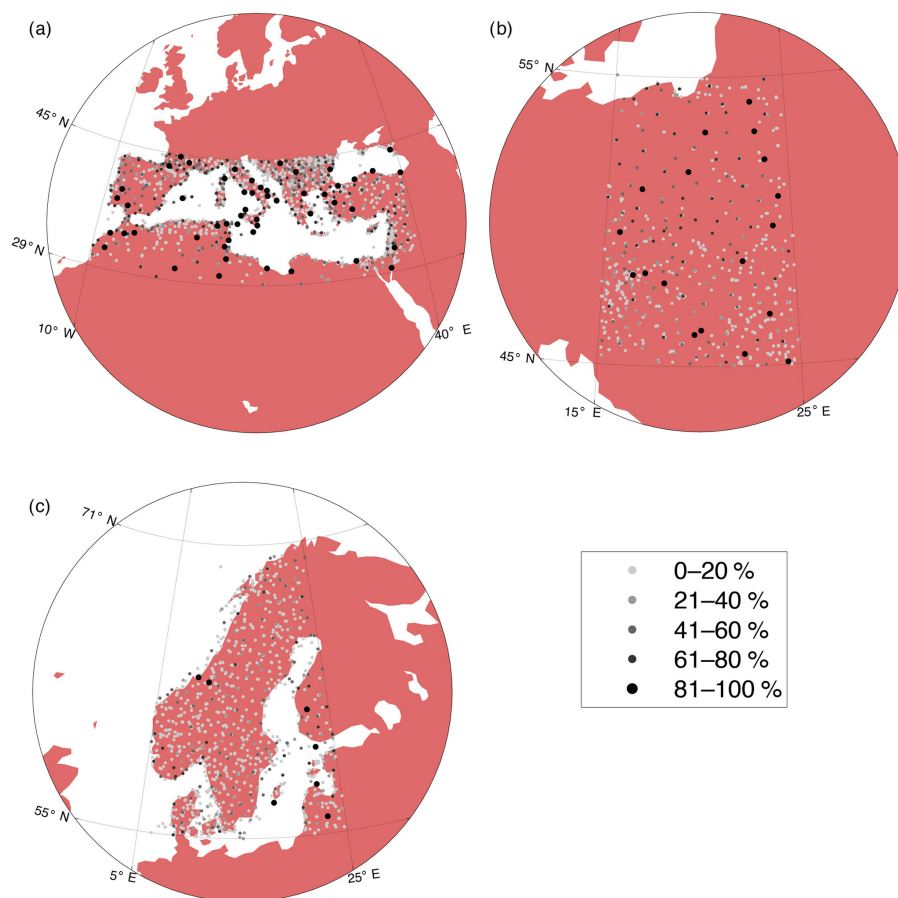 (a)
(b)
55° N
45° N
29° N
10° W
40° E
45° N
15° E
25° E
(c)
71° N
55° N
5° E
25° E
0–20 %
21–40 %
41–60 %
61–80 %
81–100 %